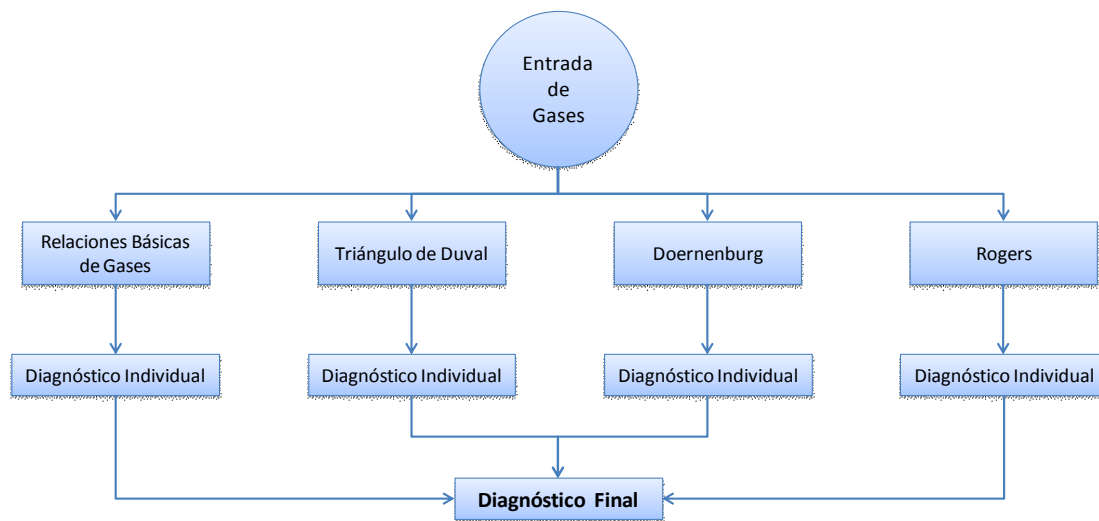 Entrada
de
Gases
Relaciones Básicas
de Gases
Triángulo de Duval
Doernenburg
Rogers
Diagnóstico Individual
Diagnóstico Individual
Diagnóstico Individual
Diagnóstico Individual
Diagnóstico Final